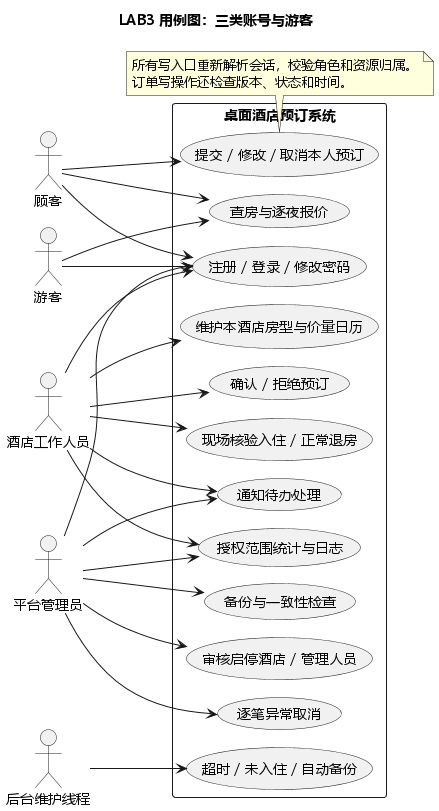 LAB3 用例图：三类账号与游客
所有写入口重新解析会话，校验角色和资源归属。
订单写操作还检查版本、状态和时间。
桌面酒店预订系统
提交 / 修改 / 取消本人预订
顾客
查房与逐夜报价
游客
注册 / 登录 / 修改密码
维护本酒店房型与价量日历
确认 / 拒绝预订
酒店工作人员
现场核验入住 / 正常退房
通知待办处理
授权范围统计与日志
平台管理员
备份与一致性检查
审核启停酒店 / 管理人员
逐笔异常取消
超时 / 未入住 / 自动备份
后台维护线程